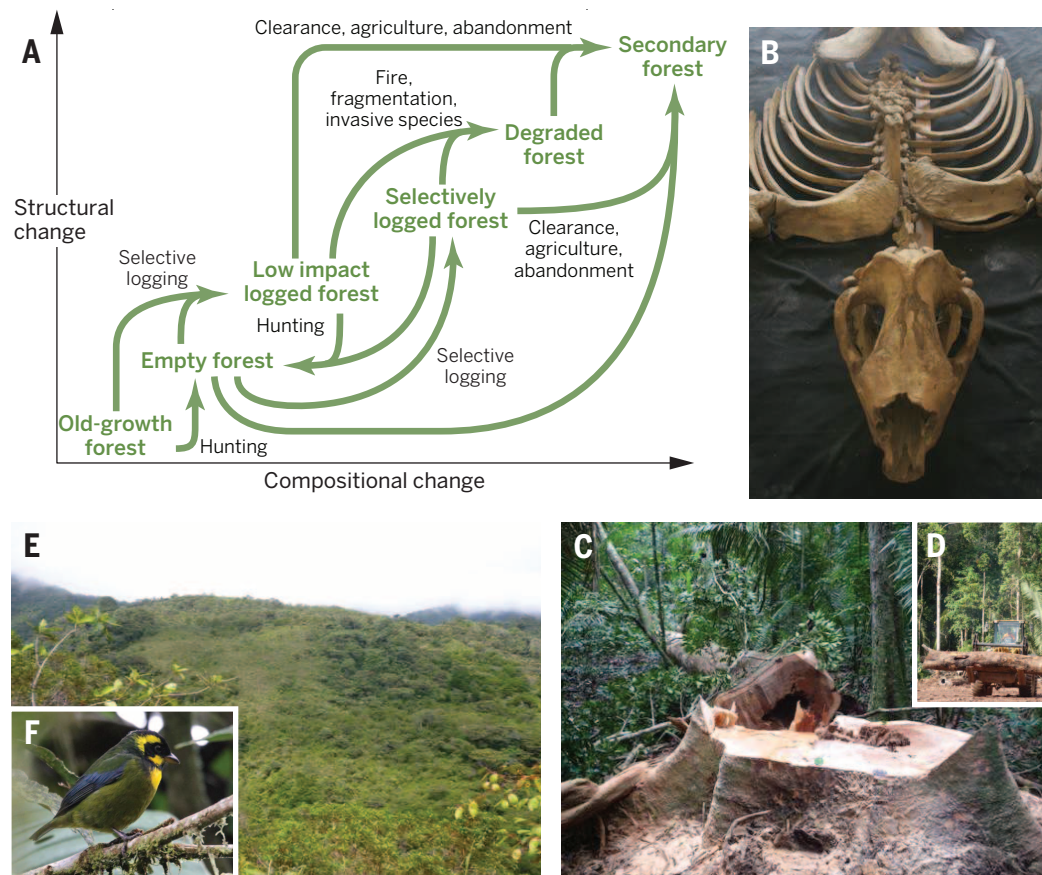 A
Clearance, agriculture, abandonment
Secondary
forest
Fire,
fragmentation,
invasive species
Degraded
forest
Structural
change
Selectively
logged forest
Clearance,
agriculture,
abandonment
Selective
logging
Low impact
logged forest
Hunting
Empty forest
Selective
logging
Old-growth
forest
Hunting
Compositional change
B
E
F
C
D